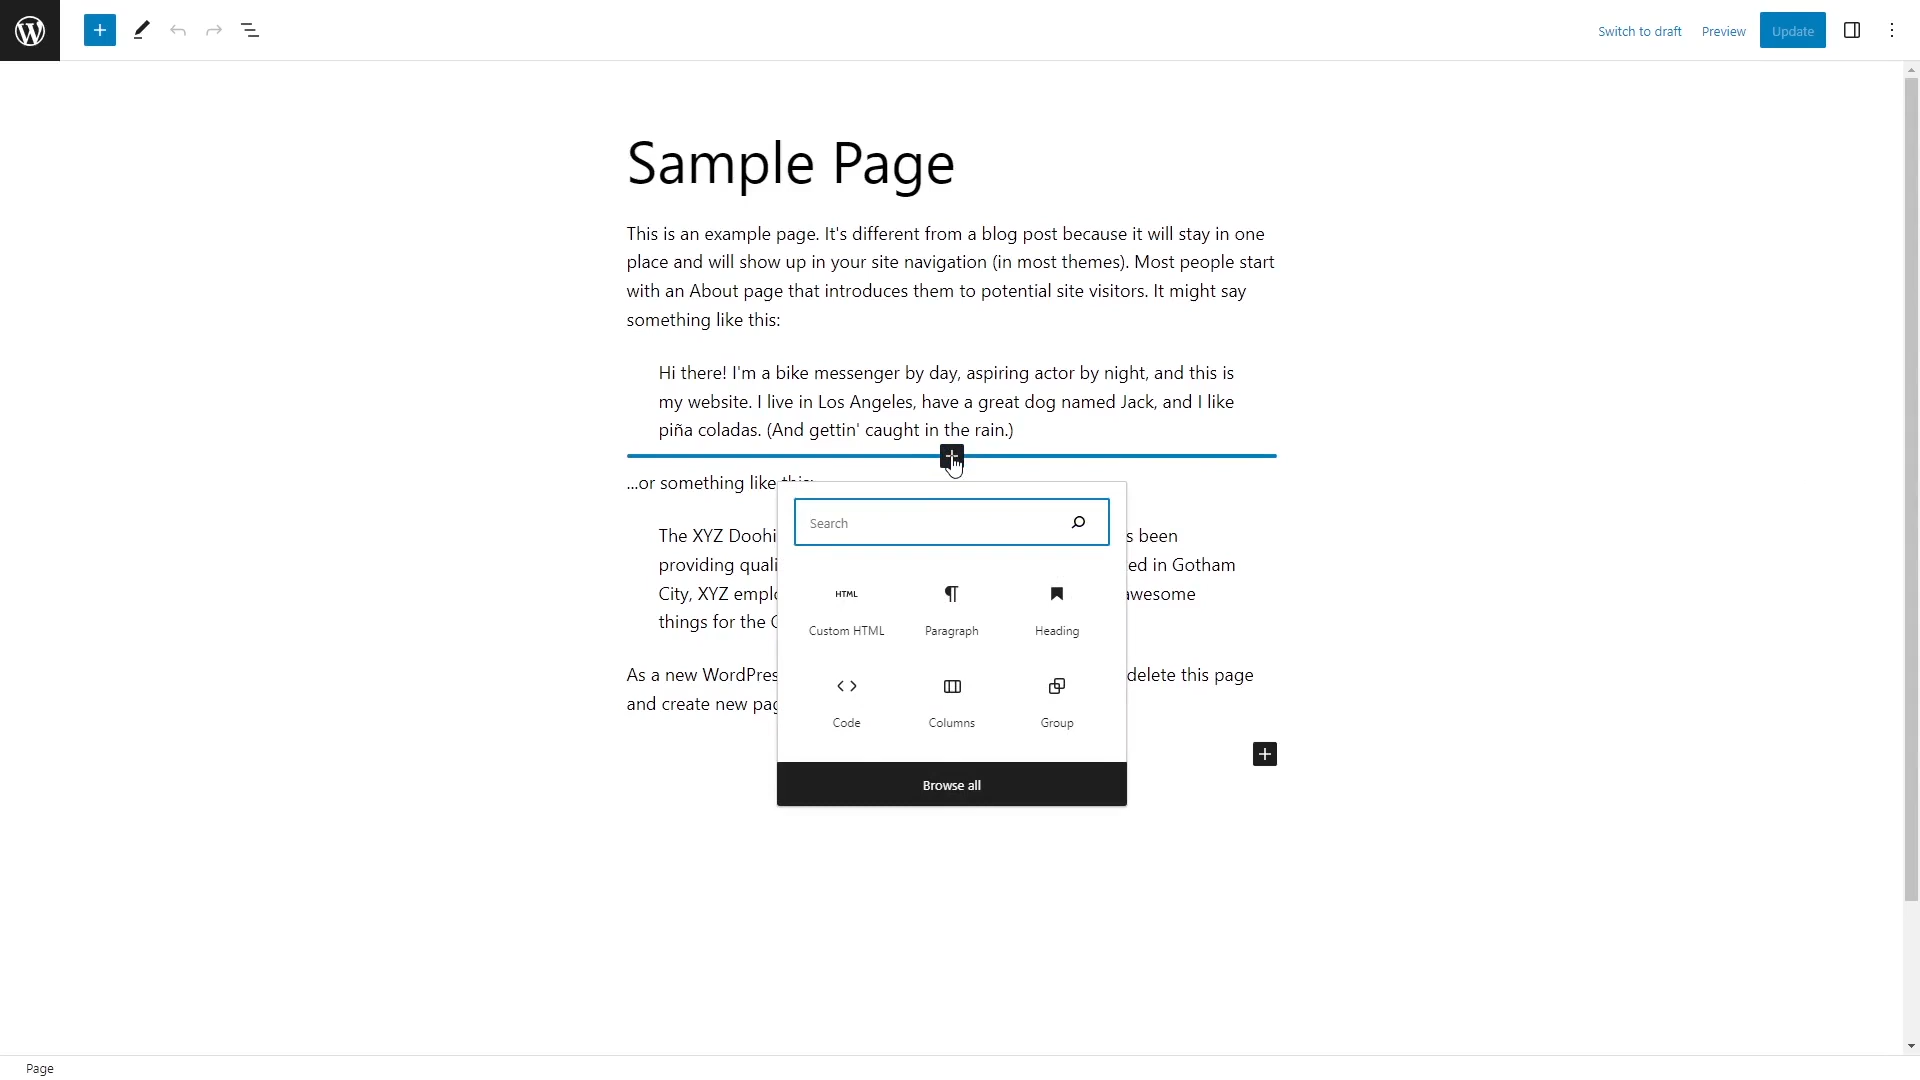 Switch to draft
Preview
Update
Sample Page
This is an example page. It's different from a blog post because it will stay in one
place and will show up in your site navigation (in most themes). Most people start
with an About page that introduces them to potential site visitors. It might say
something like this:
Hi there! I'm a bike messenger by day, aspiring actor by night, and this is
my website. I live in Los Angeles, have a great dog named Jack, and I like
piña coladas. (And gettin' caught in the rain.)
...or something like this:
The XYZ Doohi
s been
providing quali
ed in Gotham
City, XYZ emplo
awesome
things for the
As a new WordPres
delete this page
and create new pag
Search
HTML
Custom HTML
Paragraph
Heading
Code
Columns
Group
Browse all
Page